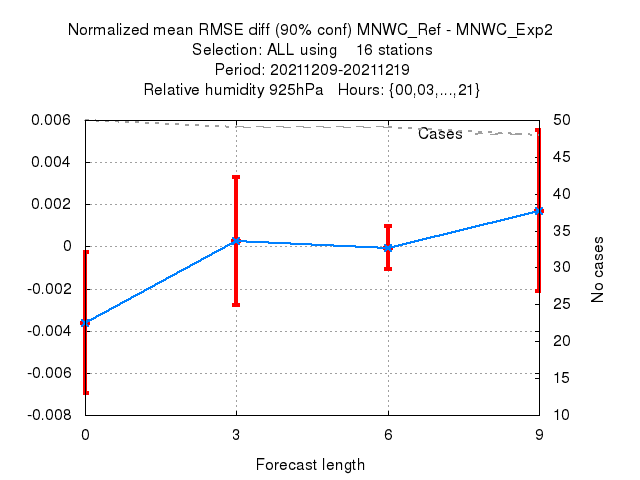 Normalized mean RMSE diff (90% conf) MNWC_Ref - MNWC_Exp2
Selection: ALL using 16 stations
Period: 20211209-20211219
Relative humidity 925hPa Hours: {00,03,...,21}
0.006
0.004
0.002
0
-0.002
-0.004
-0.006
-0.008
Cases
50
45
40
35
30
25
20
15
10
No cases
0 3 6 9
Forecast length